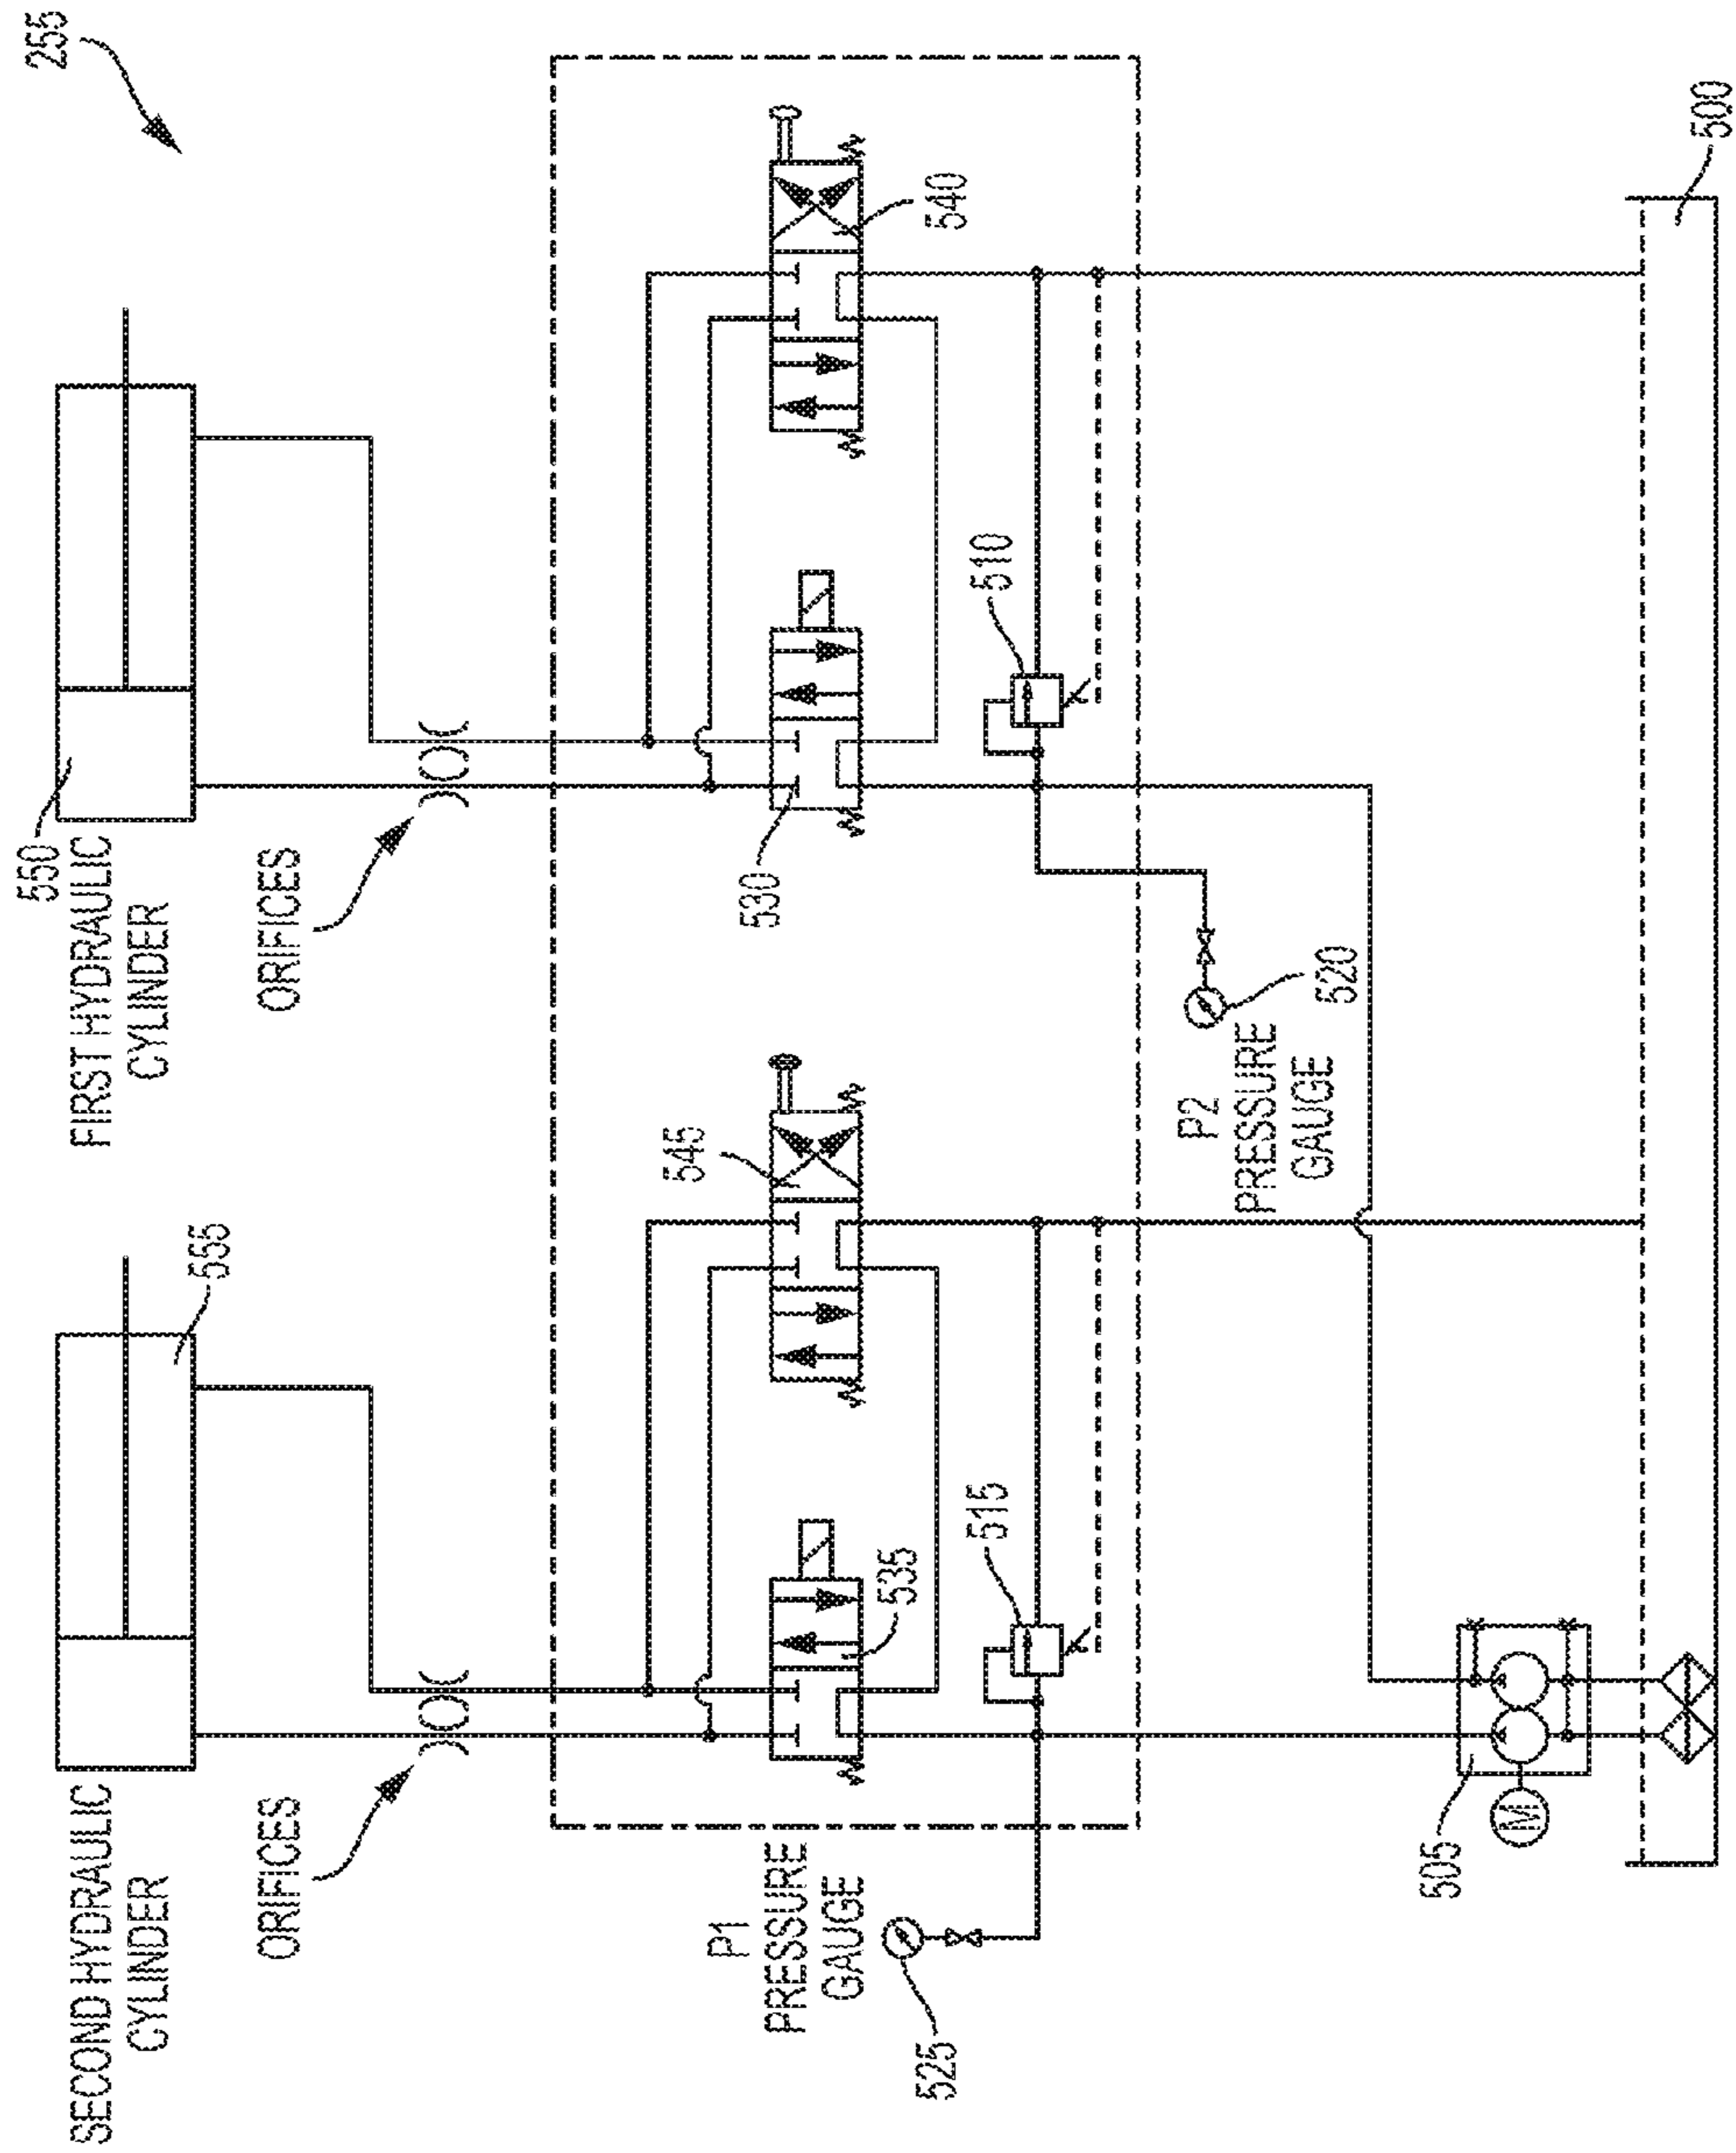 255
550
FIRST HYDRAULIC
CYLINDER
ORIFICES
540
530
510
P2
PRESSURE
GAUGE
520
555
SECOND HYDRAULIC
CYLINDER
ORIFICES
545
535
515
P1
PRESSURE
GAUGE
525
505
M
500